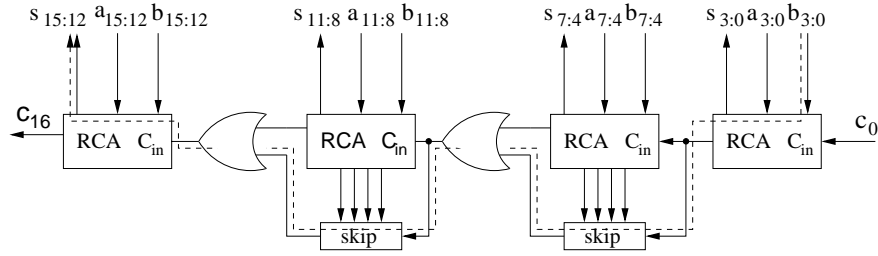 s 15:12 a 15:12 b 15:12 s 11:8 a 11:8 b 11:8 s 7:4 a 7:4 b 7:4 s 3:0 a 3:0 b 3:0
c 16 RCA C in RCA C in RCA C in RCA C in c 0
skip skip